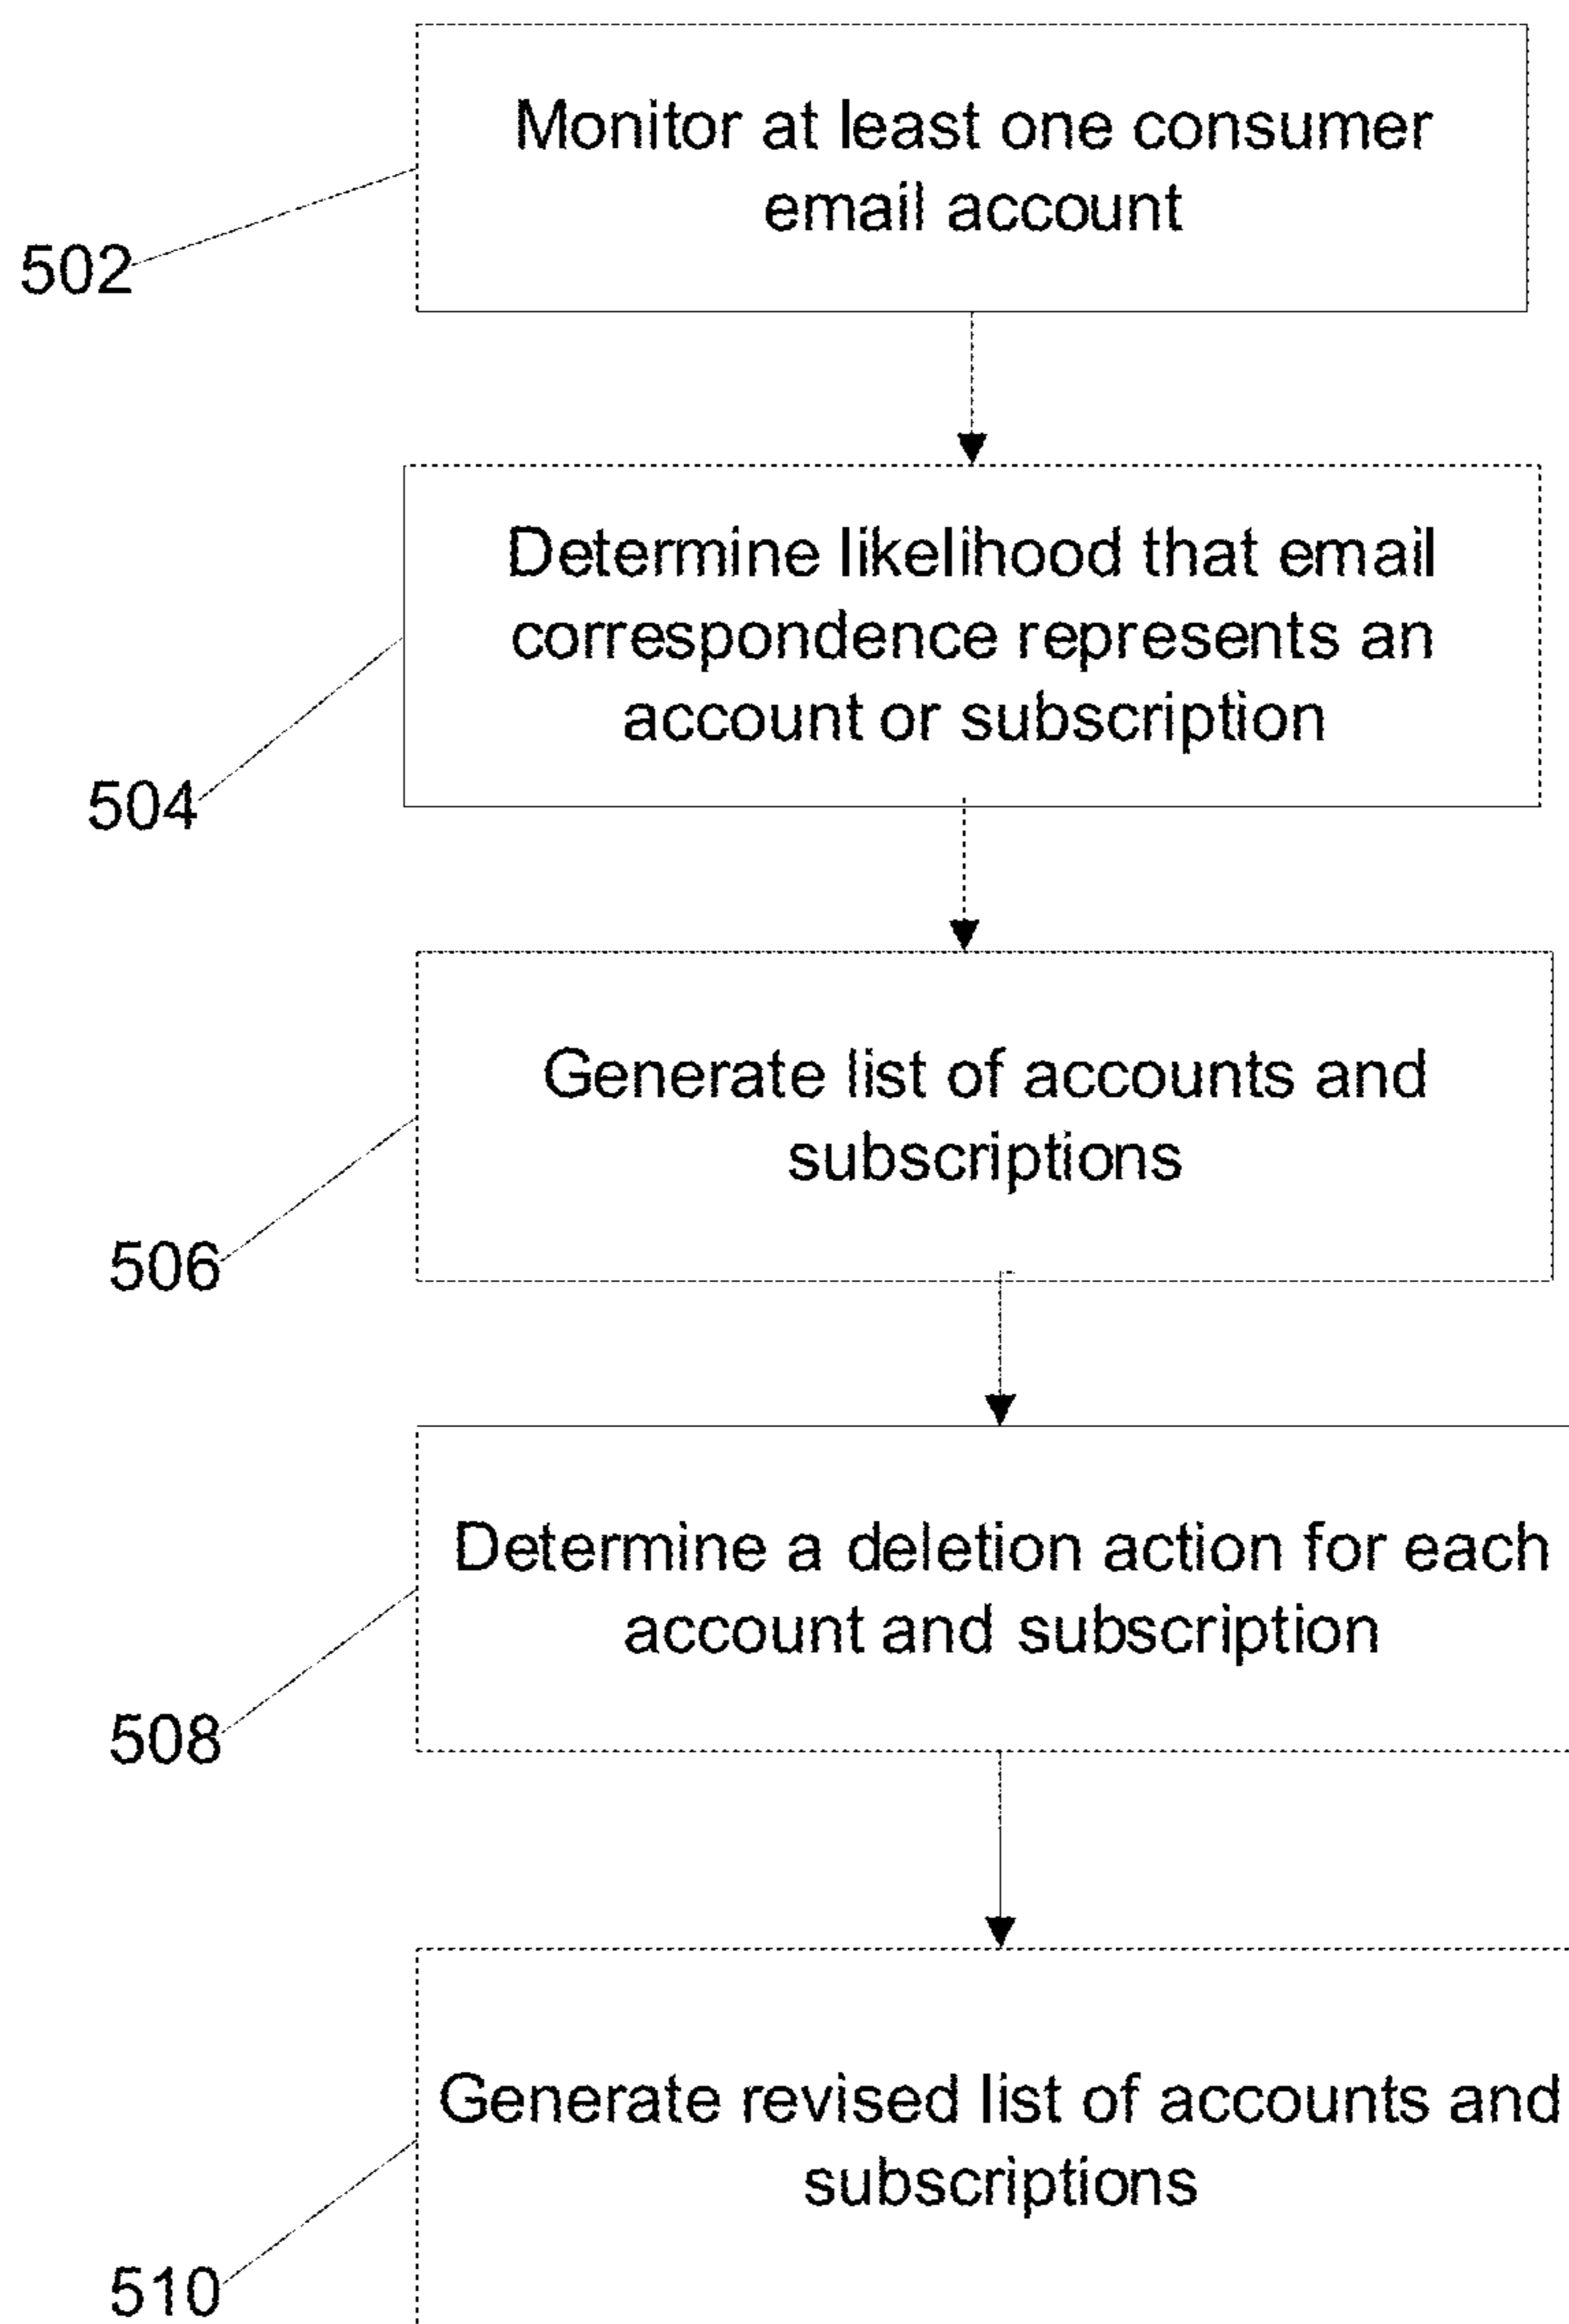 Monitor at least one consumer
email account
502
Determine likelihood that email
correspondence represents an
account or subscription
504
Generate list of accounts and
subscriptions
506
Determine a deletion action for each
account and subscription
508
Generate revised list of accounts and
subscriptions
510